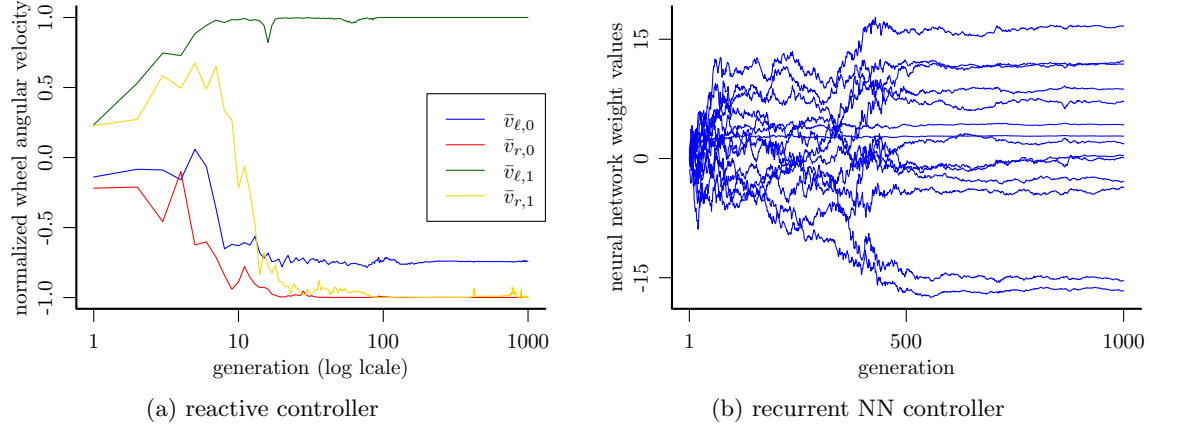 normalized wheel angular velocity
1.0
0.5
0.0
-0.5
-1.0
v̄ℓ,0
v̄r,0
v̄ℓ,1
v̄r,1
1 10 100 1000
generation (log lcale)
(a) reactive controller
neural network weight values
15
0
-15
1 500 1000
generation
(b) recurrent NN controller